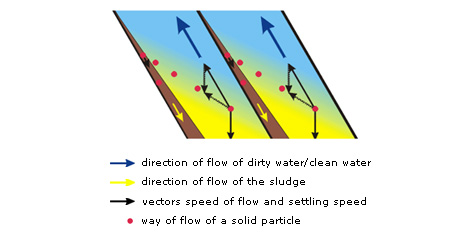 direction of flow of dirty water/clean water
direction of flow of the sludge
vectors speed of flow and settling speed
way of flow of a solid particle